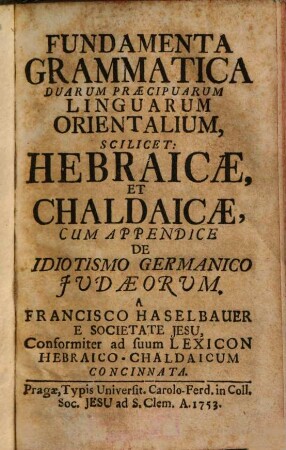 FUNDAMENTA
GRAMMATICA
DUARUM PRÆCIPUARUM
LINGUARUM
ORIENTALIUM,
SCILICET:
HEBRAICÆ,
ET
CHALDAICÆ,
CUM APPENDICE
DE
IDIOTISMO GERMANICO
JUDÆORUM.
A
FRANCISCO HASELBAUER
E SOCIETATE JESU,
Conformiter ad ſuum LEXICON
HEBRAICO-CHALDAICUM
CONCINNATA.
Pragæ, Typis Univerſit. Carolo-Ferd. in Coll.
Soc. JESU ad S. Clem. A. 1753.